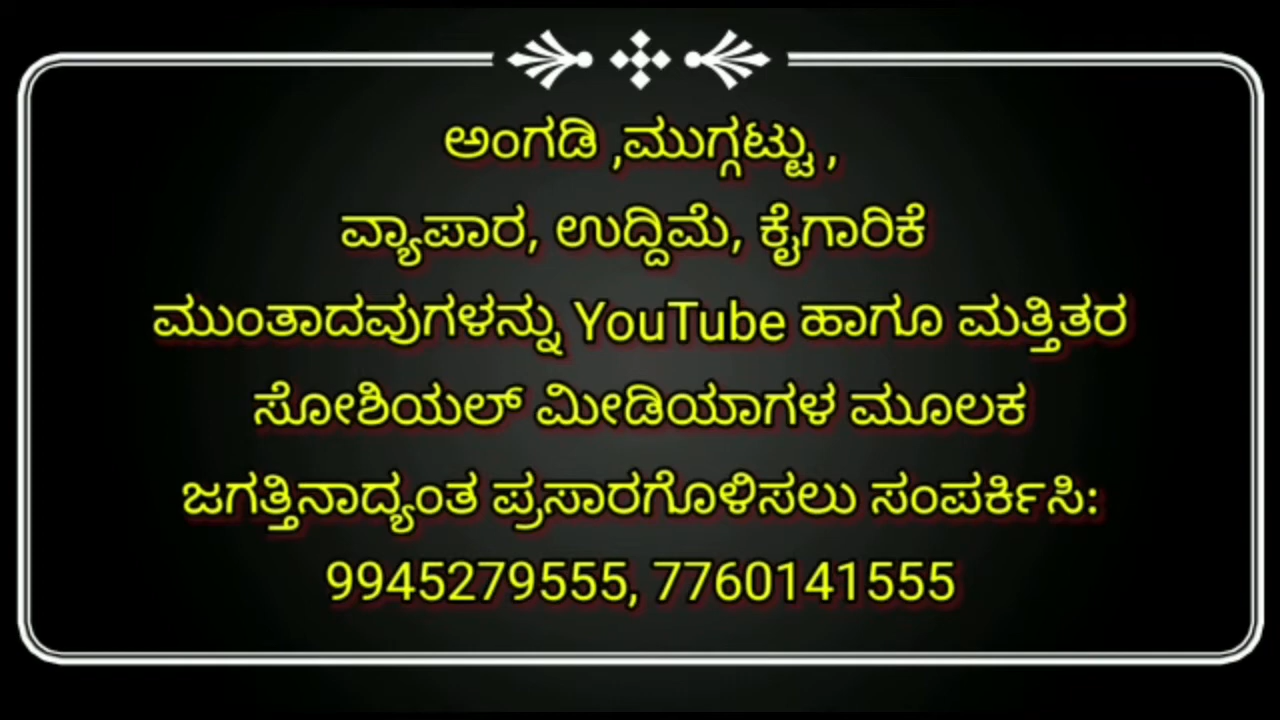 ಅಂಗಡಿ ,ಮುಗ್ಗಟ್ಟು ,
ವ್ಯಾಪಾರ, ಉದ್ದಿಮೆ, ಕೈಗಾರಿಕೆ
ಮುಂತಾದವುಗಳನ್ನು YouTube ಹಾಗೂ ಮತ್ತಿತರ
ಸೋಶಿಯಲ್ ಮೀಡಿಯಾಗಳ ಮೂಲಕ
ಜಗತ್ತಿನಾದ್ಯಂತ ಪ್ರಸಾರಗೊಳಿಸಲು ಸಂಪರ್ಕಿಸಿ:
9945279555, 7760141555